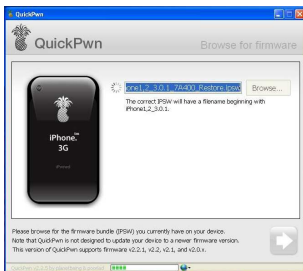 QuickPwn
QuickPwn
Browse for firmware
one1,2_3.0.1_7A400_Restore.ipsw
Browse...
The correct IPSW will have a filename beginning with
iPhone1,2_3.0.1.
iPhone™
3G
Please browse for the firmware bundle (IPSW) you currently have on your device.
Note that QuickPwn is not designed to update your device to a newer firmware version.
This version of QuickPwn supports firmware v2.2.1, v2.2, v2.1, and v2.0.x.